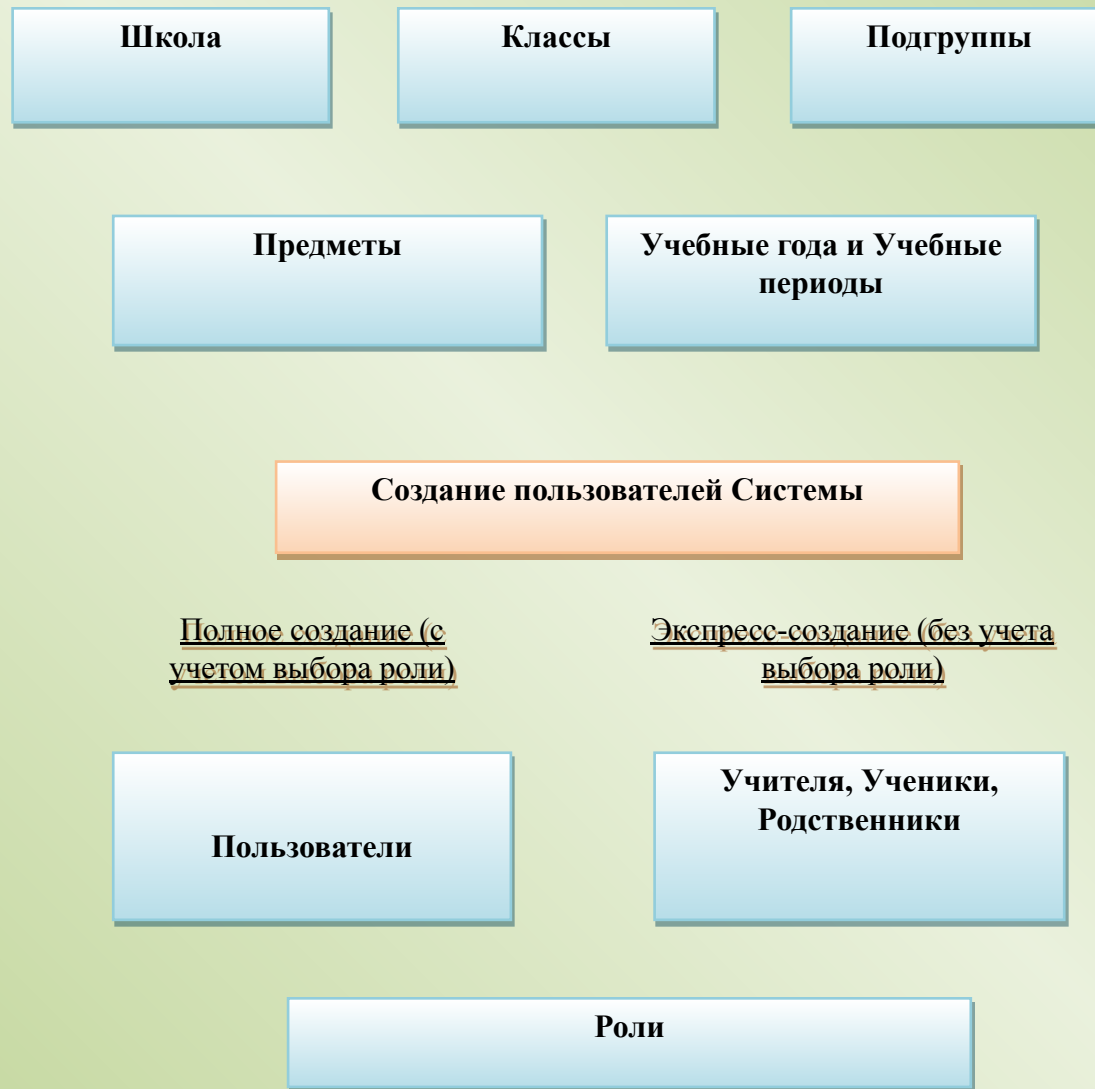 Школа
Классы
Подгруппы
Предметы
Учебные года и Учебные
периоды
Создание пользователей Системы
Полное создание (с
учетом выбора роли)
Экспресс-создание (без учета
выбора роли)
Пользователи
Учителя, Ученики,
Родственники
Роли